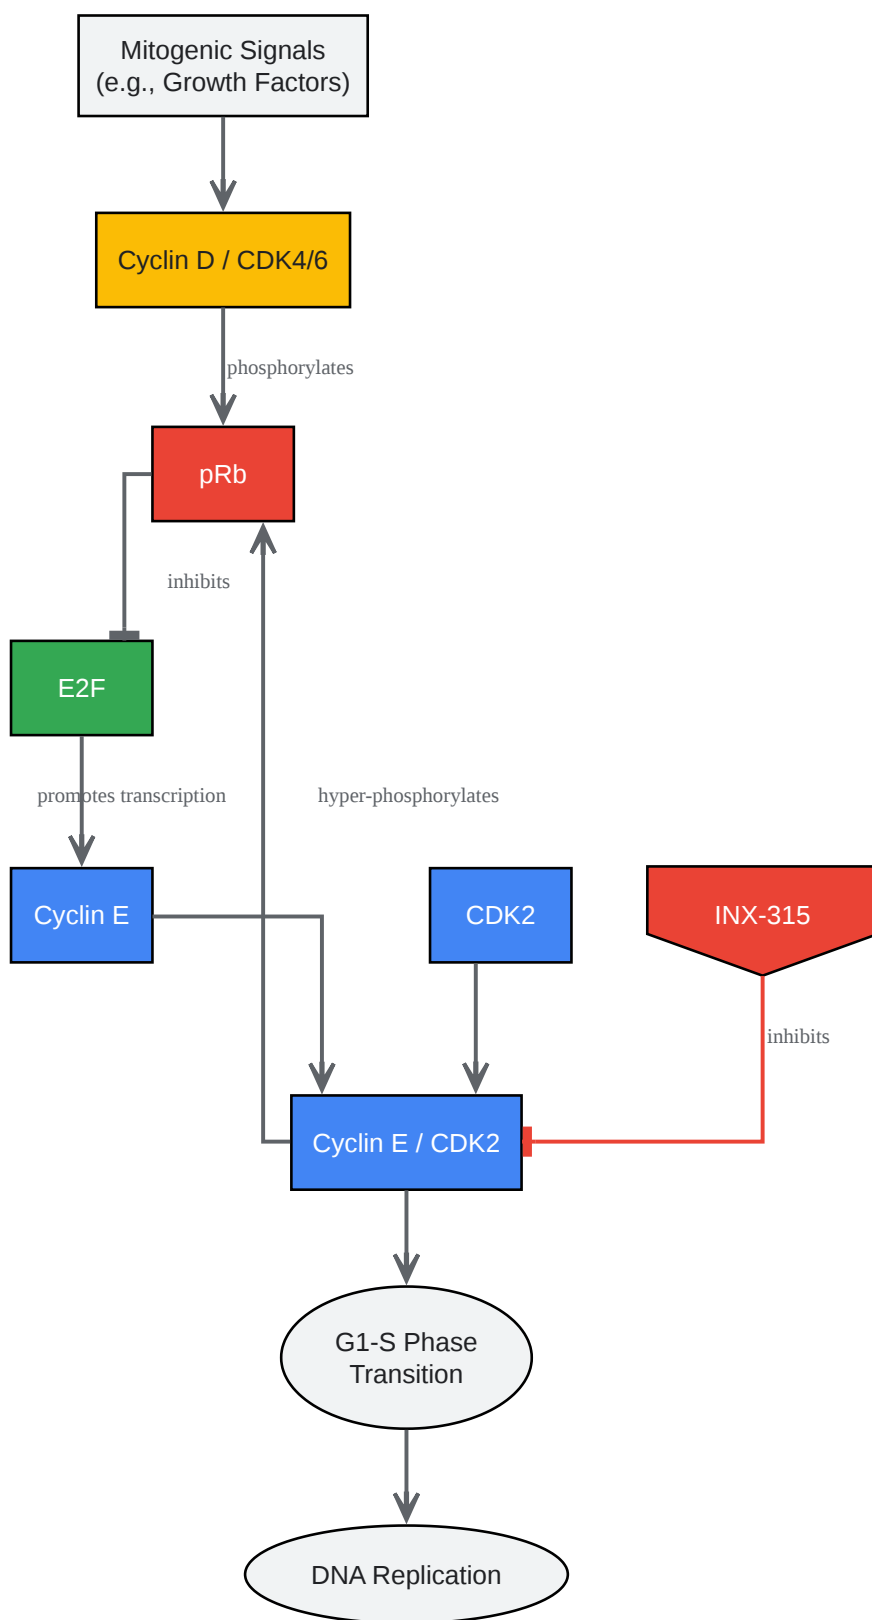 Mitogenic Signals
(e.g., Growth Factors)
Cyclin D / CDK4/6
phosphorylates
pRb
inhibits
E2F
promotes transcription
hyper-phosphorylates
Cyclin E
CDK2
INX-315
inhibits
Cyclin E / CDK2
G1-S Phase
Transition
DNA Replication